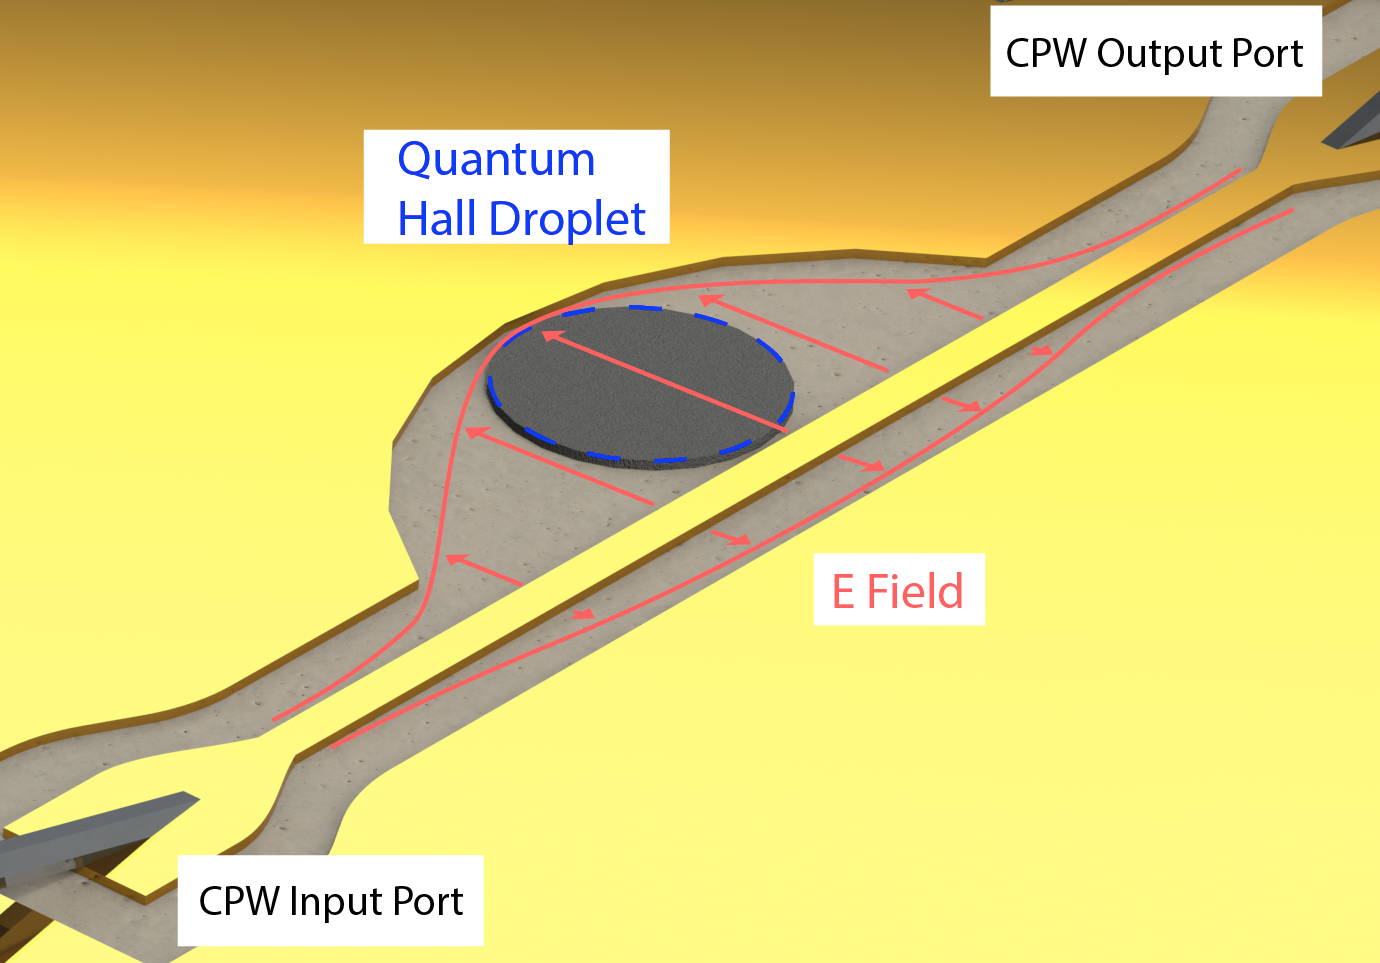 CPW Output Port
Quantum
Hall Droplet
E Field
CPW Input Port